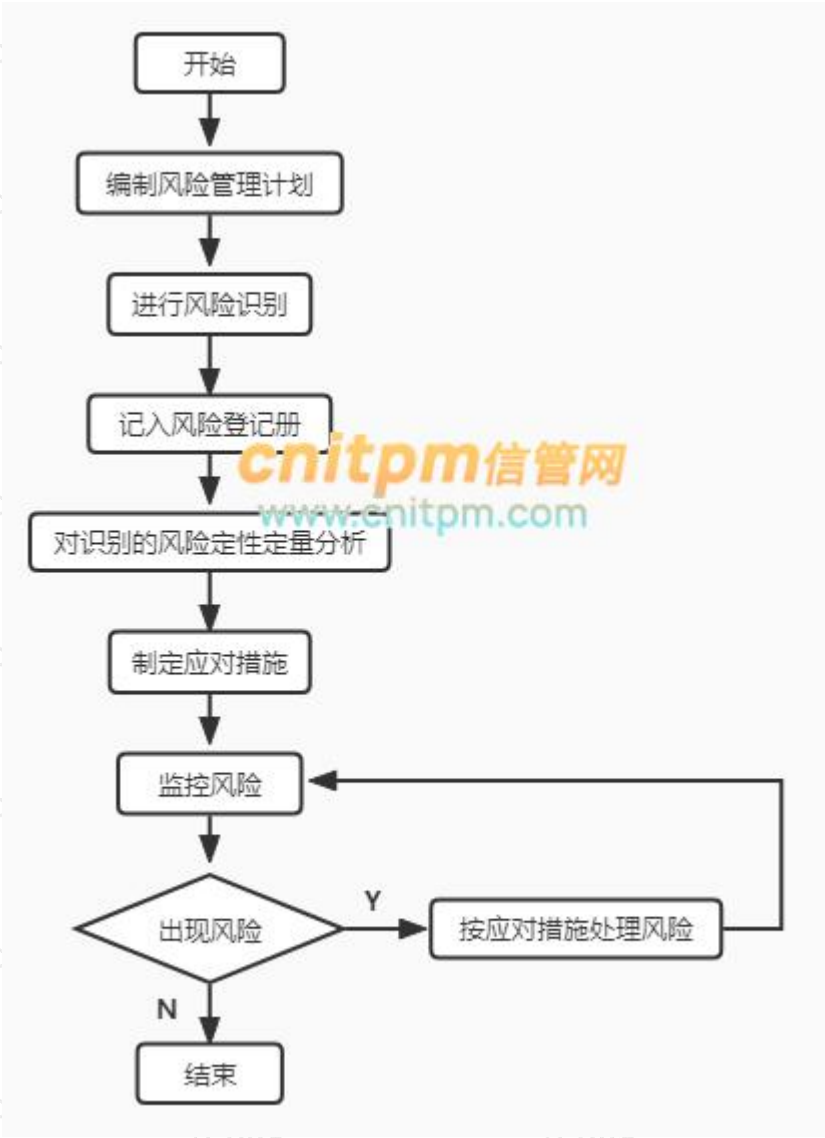 开始
编制风险管理计划
进行风险识别
记入风险登记册
cnitpm信管网
www.cnitpm.com
对识别的风险定性定量分析
制定应对措施
监控风险
出现风险
Y
按应对措施处理风险
N
结束